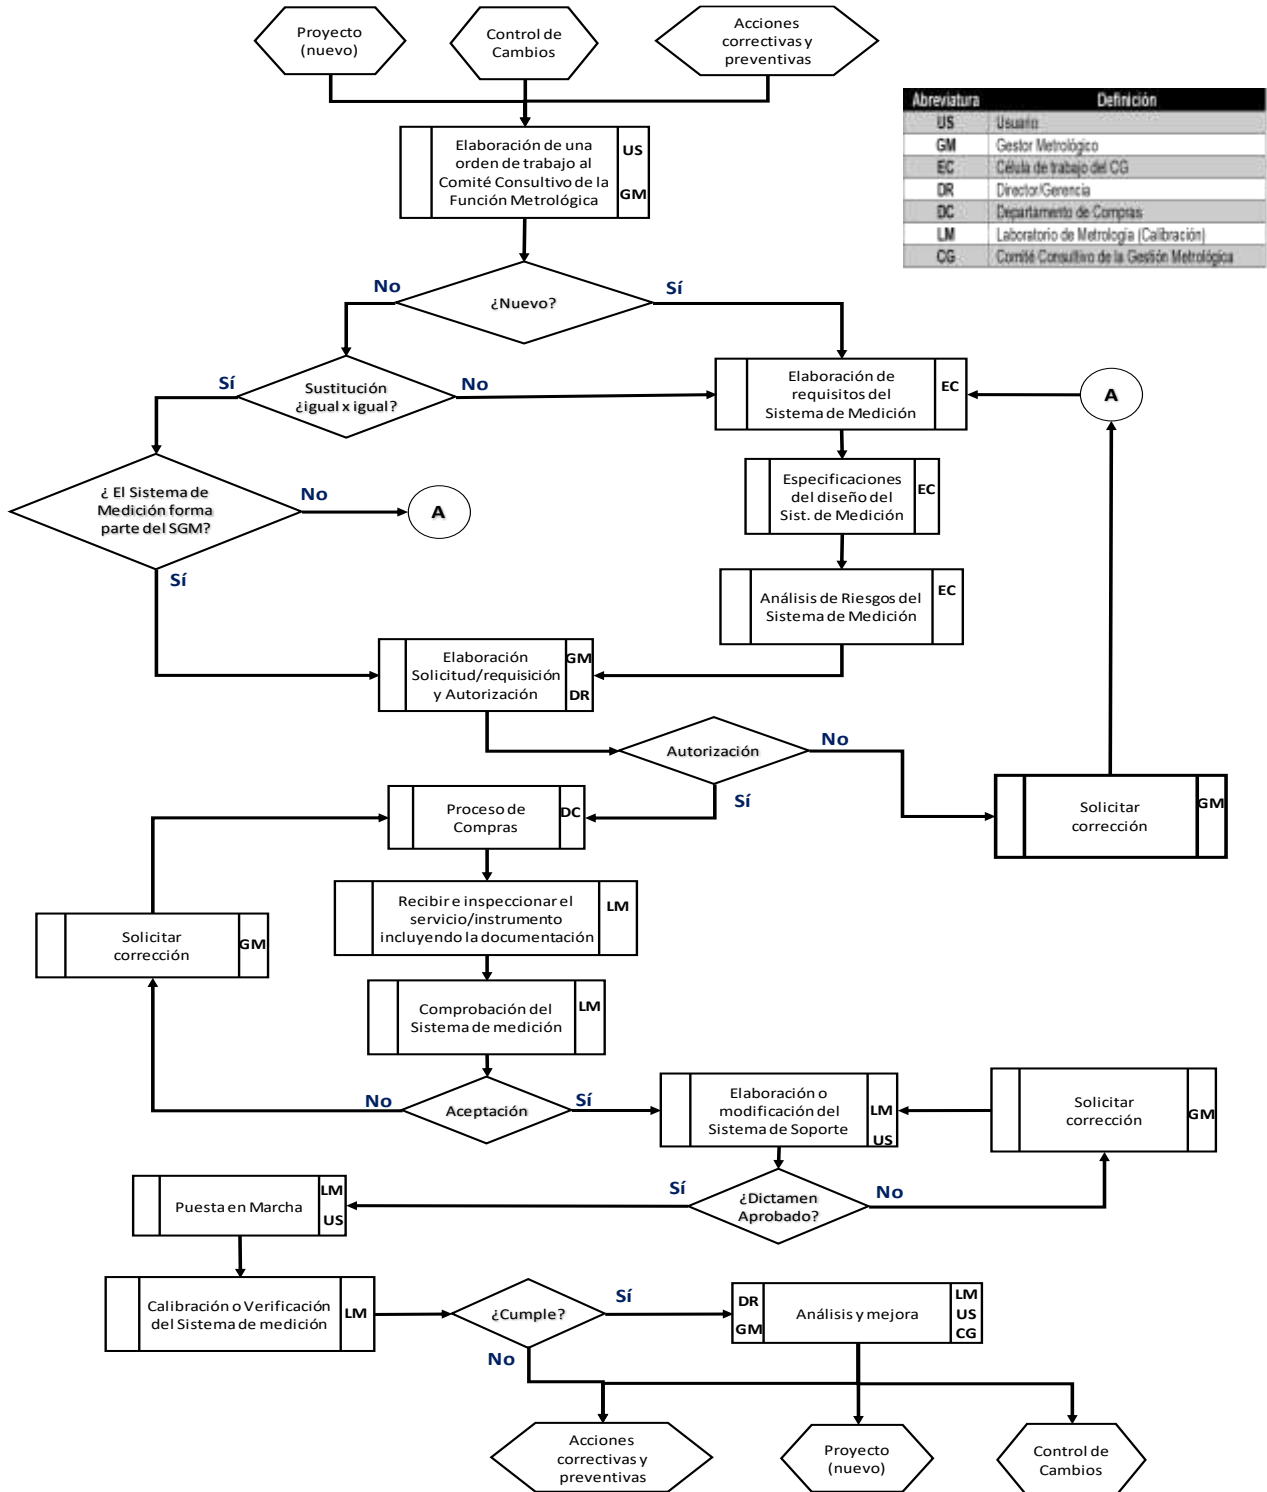 Proyecto
(nuevo)
Control de
Cambios
Acciones
correctivas y
preventivas
Abreviatura Definición
US Usuario
GM Gestor Metrológico
EC Célula de trabajo del CG
DR Director/Gerencia
DC Departamento de Compras
LM Laboratorio de Metrología (Calibración)
CG Comité Consultivo de la Gestión Metrológica
Elaboración de una
orden de trabajo al
Comité Consultivo de la
Función Metrológica
US
GM
¿Nuevo?
No
Sí
Sustitución
¿igual x igual?
Sí
No
Elaboración de
requisitos del
Sistema de Medición
EC
A
¿ El Sistema de
Medición forma
parte del SGM?
No
A
Sí
Especificaciones
del diseño del
Sist. de Medición
EC
Análisis de Riesgos del
Sistema de Medición
EC
Elaboración
Solicitud/requisición
y Autorización
GM
DR
Autorización
No
Sí
Solicitar
corrección
GM
Proceso de
Compras
DC
Recibir e inspeccionar el
servicio/instrumento
incluyendo la documentación
LM
Solicitar
corrección
GM
Comprobación del
Sistema de medición
LM
Aceptación
No
Sí
Elaboración o
modificación del
Sistema de Soporte
LM
US
Solicitar
corrección
GM
¿Dictamen
Aprobado?
Sí
No
Puesta en Marcha
LM
US
Calibración o Verificación
del Sistema de medición
LM
¿Cumple?
Sí
No
DR
GM
Análisis y mejora
LM
US
CG
Acciones
correctivas y
preventivas
Proyecto
(nuevo)
Control de
Cambios